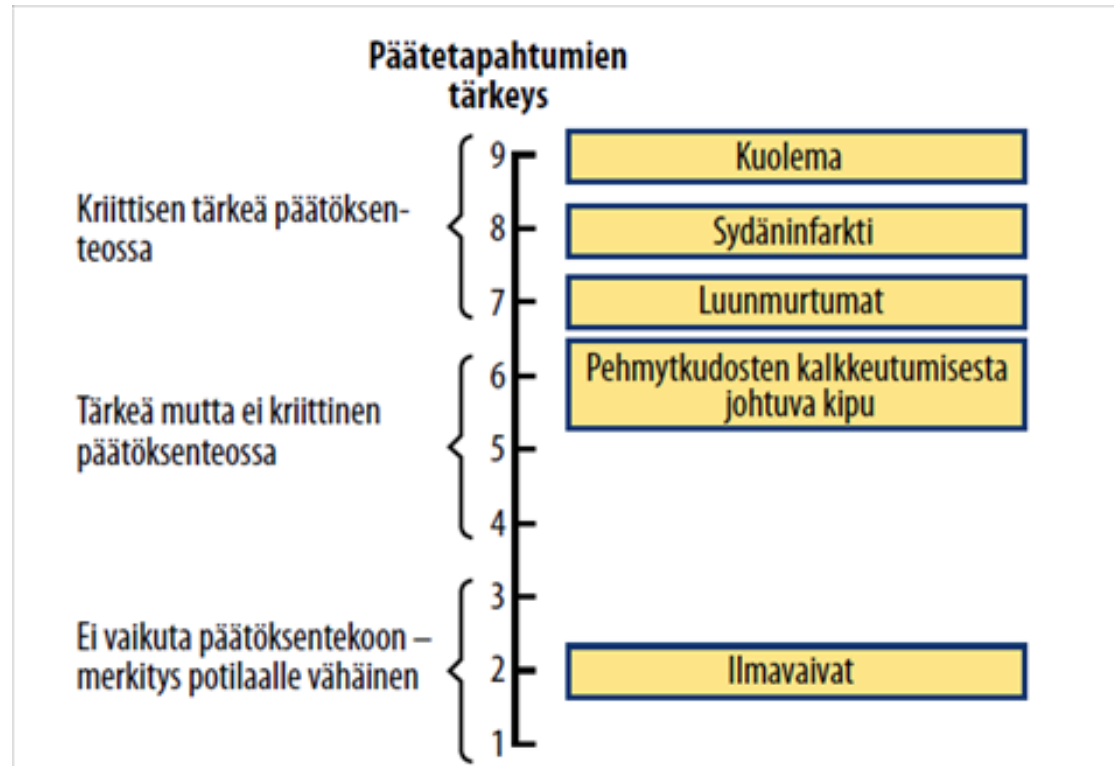 Päätetapahtumien
tärkeys
Kriittisen tärkeä päätöksen-
teossa
9
Kuolema
8
Sydäninfarkti
7
Luunmurtumat
Tärkeä mutta ei kriittinen
päätöksenteossa
6
Pehmytkudosten kalkkeutumisesta
johtuva kipu
5
4
Ei vaikuta päätöksentekoon –
merkitys potilaalle vähäinen
3
2
Ilmavaivat
1